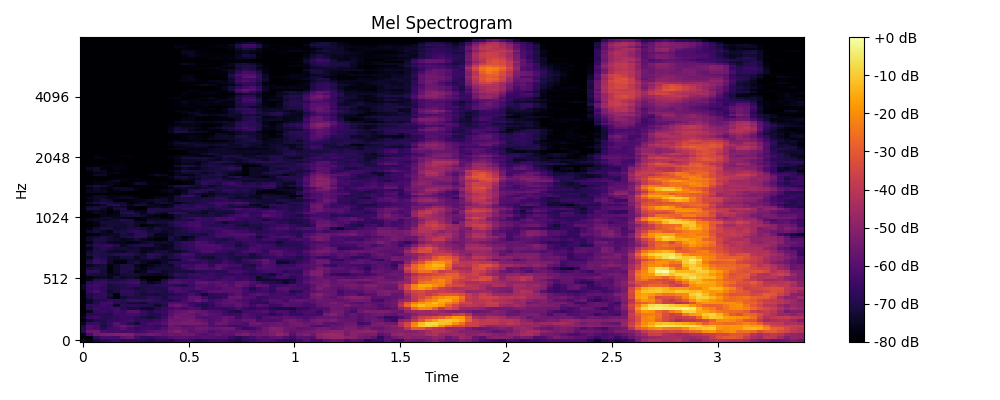 Mel Spectrogram
Hz
4096
2048
1024
512
0
0
0.5
1
1.5
2
2.5
3
Time
+0 dB
-10 dB
-20 dB
-30 dB
-40 dB
-50 dB
-60 dB
-70 dB
-80 dB